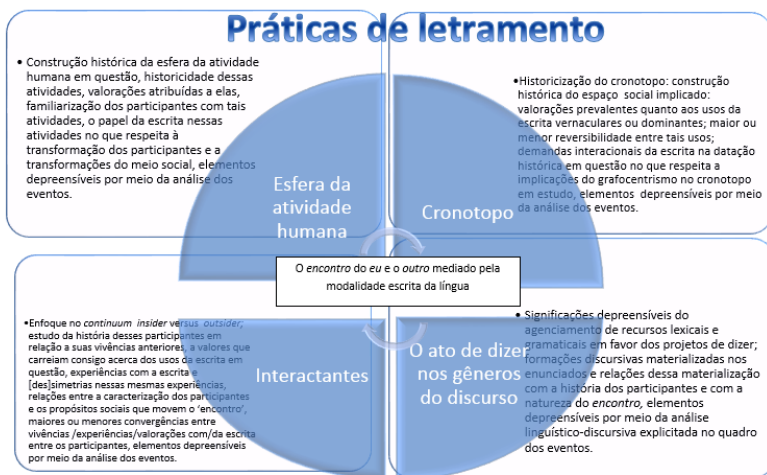 Práticas de letramento
• Construção histórica da esfera da atividade
humana em questão, historicidade dessas
atividades, valorações atribuídas a elas,
familiarização dos participantes com tais
atividades, o papel da escrita nessas
atividades no que respeita à
transformação dos participantes e a
transformações do meio social, elementos
depreensíveis por meio da análise dos
eventos.
•Historicização do cronotopo: construção
histórica do espaço social implicado:
valorações prevalentes quanto aos usos da
escrita vernaculares ou dominantes; maior ou
menor reversibilidade entre tais usos;
demandas interacionais da escrita na datação
histórica em questão no que respeita a
implicações do grafocentrismo no cronotopo
em estudo, elementos depreensíveis por meio
da análise dos eventos.
Esfera da
atividade
humana
Cronotopo
O encontro do eu e o outro mediado pela
modalidade escrita da língua
•Enfoque no continuum insider versus outsider;
estudo da história desses participantes em
relação a suas vivências anteriores, a valores que
carreiam consigo acerca dos usos da escrita em
questão, experiências com a escrita e
[des]simetrias nessas mesmas experiências,
relações entre a caracterização dos participantes
e os propósitos sociais que movem o 'encontro',
maiores ou menores convergências entre
vivências /experiências/valorações com/da escrita
entre os participantes, elementos depreensíveis
por meio da análise dos eventos.
Interactantes
O ato de dizer
nos gêneros
do discurso
• Significações depreensíveis do
agenciamento de recursos lexicais e
gramaticais em favor dos projetos de dizer;
formações discursivas materializadas nos
enunciados e relações dessa materialização
com a história dos participantes e com a
natureza do encontro, elementos
depreensíveis por meio da análise
linguístico-discursiva explicitada no quadro
dos eventos.